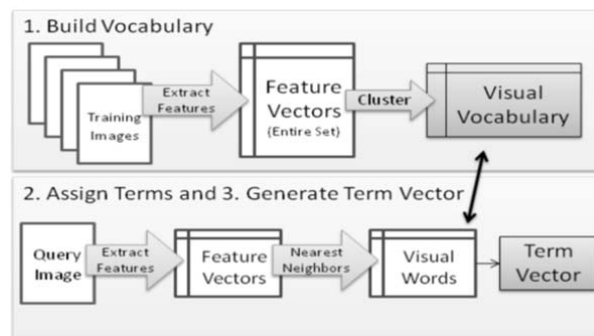 1. Build Vocabulary
Training
Images
Extract
Features
Feature
Vectors
(Entire Set)
Cluster
Visual
Vocabulary
2. Assign Terms and 3. Generate Term Vector
Query
Image
Extract
Features
Feature
Vectors
Nearest
Neighbors
Visual
Words
Term
Vector